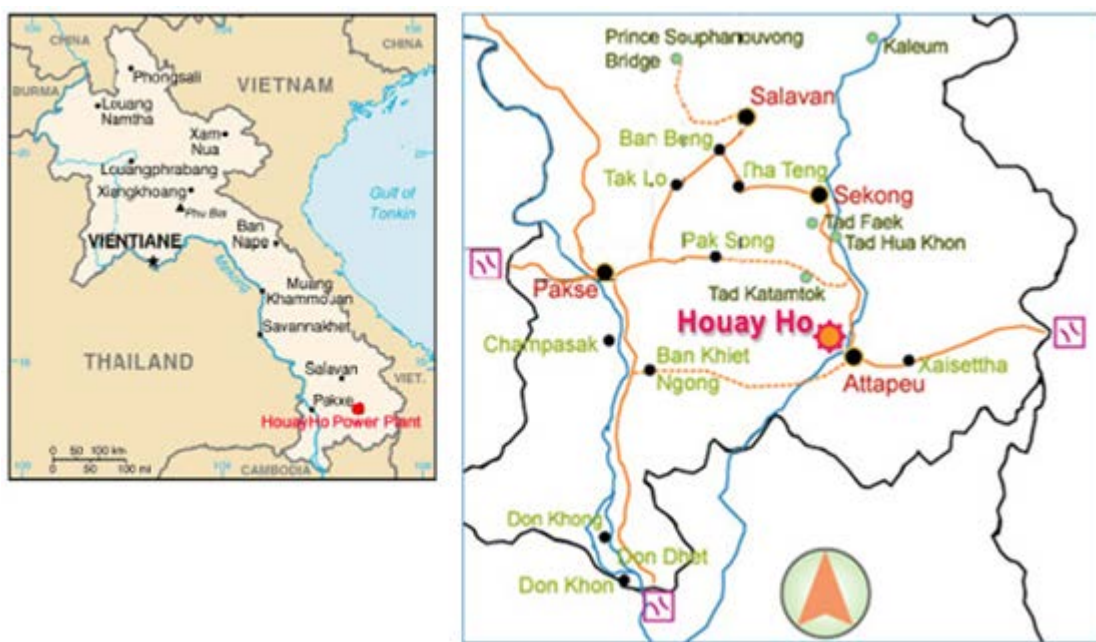 CHINA
CHINA
BURMA
Phongsali
VIETNAM
Louang
Namtha
Xam
Nua
Louangphrabang
Xiangkhoang
Phu Bia
Gulf of
Tonkin
VIENTIANE
Ban
Nape
Mekong
Muang
Khammouan
Savannakhet
THAILAND
Salavan
VIET.
Pakxe
HouayHo Power Plant
0 50 100 km
0 50 100 mi
CAMBODIA
Prince Souphanouvong
Bridge
Kaleum
Salavan
Ban Beng
Tha Teng
Tak Lo
Sekong
Tad Faek
Tad Hua Khon
Pak Song
Pakse
Tad Katamtok
Houay Ho
Champasak
Ban Khiet
Ngong
Xaisettha
Attapeu
Don Khong
Don Dhet
Don Khon